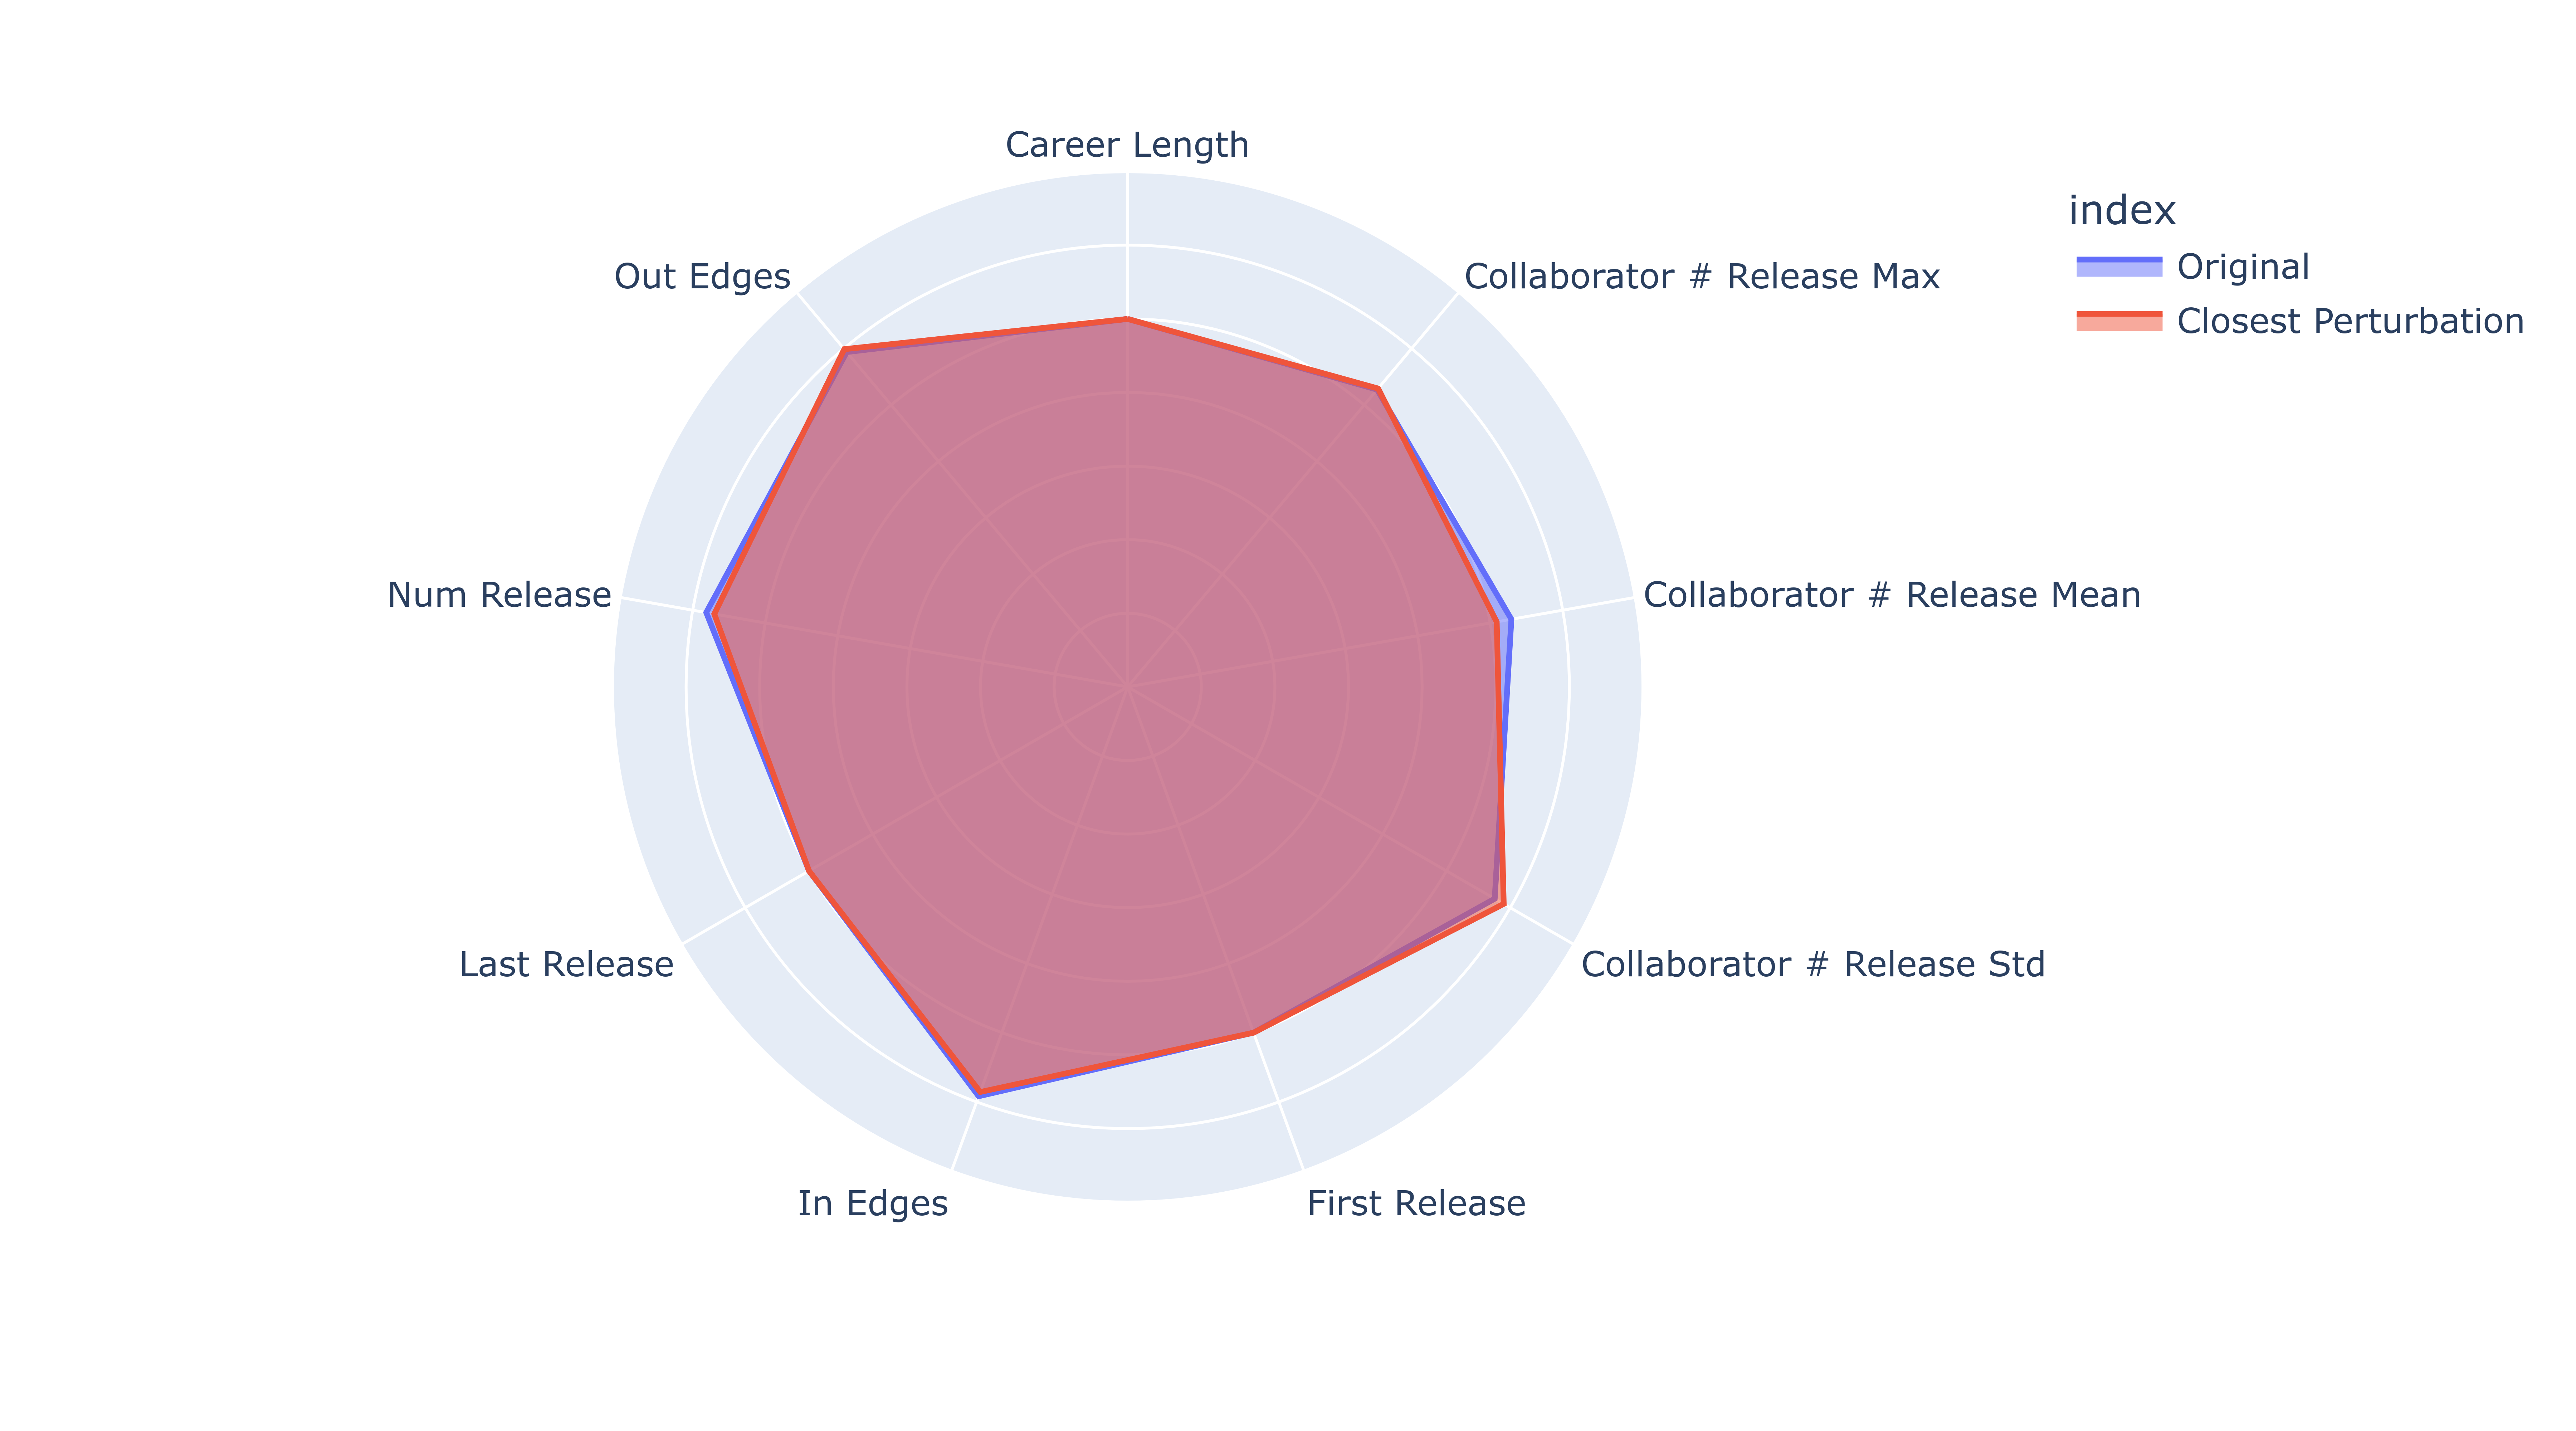 Career Length
Out Edges
Collaborator # Release Max
Num Release
Collaborator # Release Mean
Last Release
Collaborator # Release Std
In Edges
First Release
index
Original
Closest Perturbation